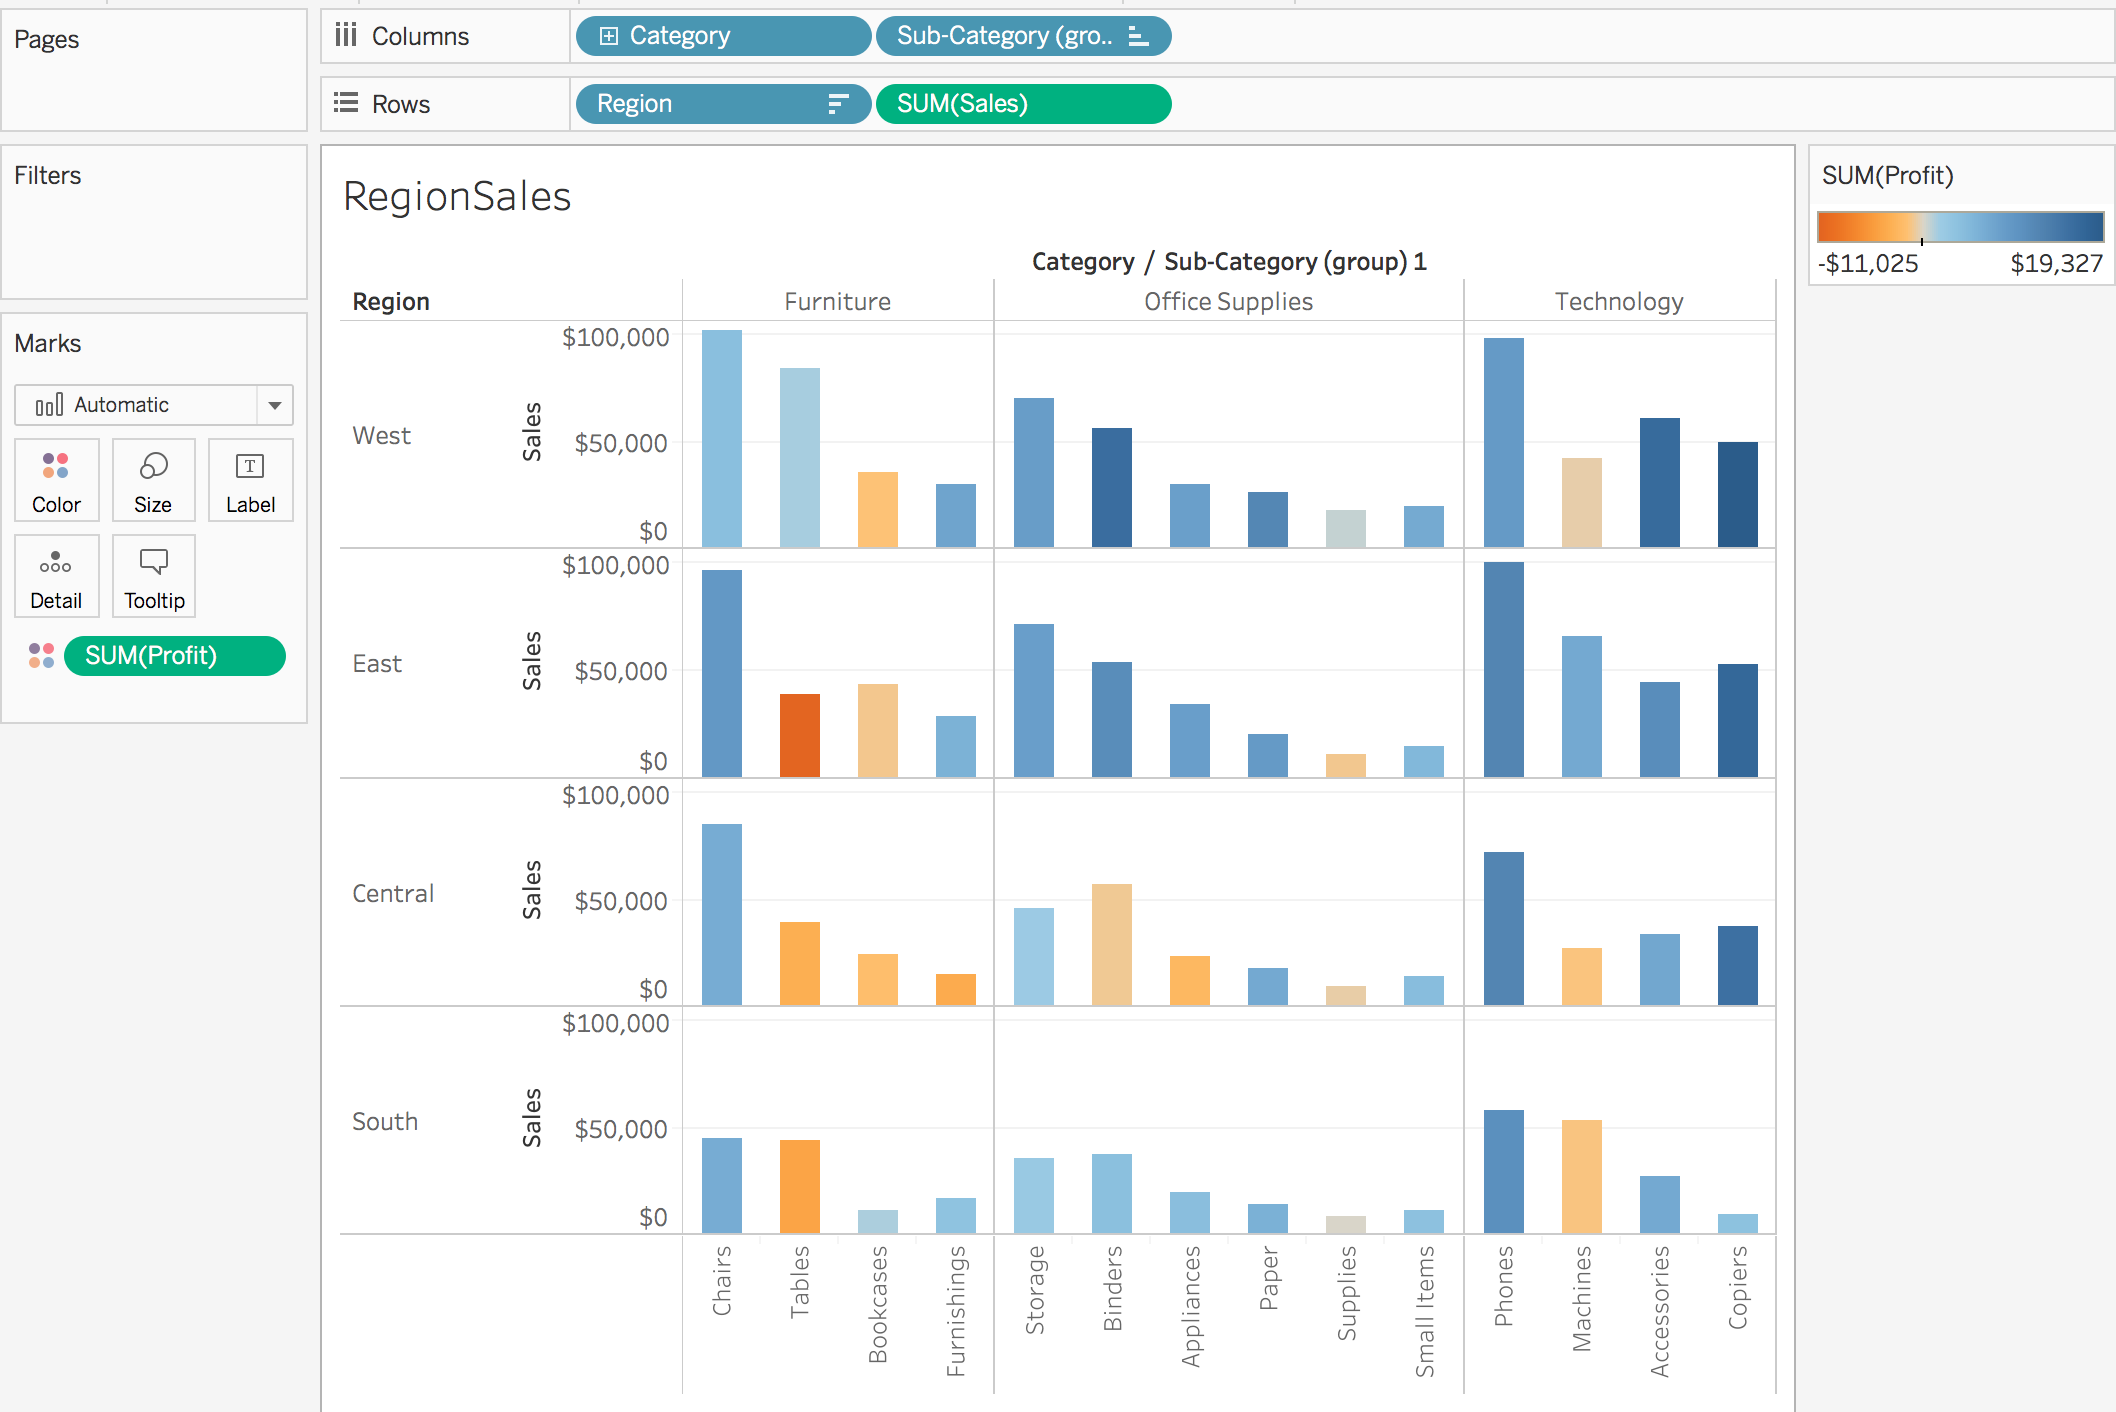 Pages
Columns
Category
Sub-Category (gro..
Rows
Region
SUM(Sales)
Filters
Marks
Automatic
Color
Size
T
Label
Detail
Tooltip
SUM(Profit)
RegionSales
Category / Sub-Category (group) 1
Region
Furniture
Office Supplies
Technology
West
Sales
$100,000
$50,000
$0
East
Sales
$100,000
$50,000
$0
Central
Sales
$100,000
$50,000
$0
South
Sales
$100,000
$50,000
$0
Chairs
Tables
Bookcases
Furnishings
Storage
Binders
Appliances
Paper
Supplies
Small Items
Phones
Machines
Accessories
Copiers
SUM(Profit)
-$11,025
$19,327